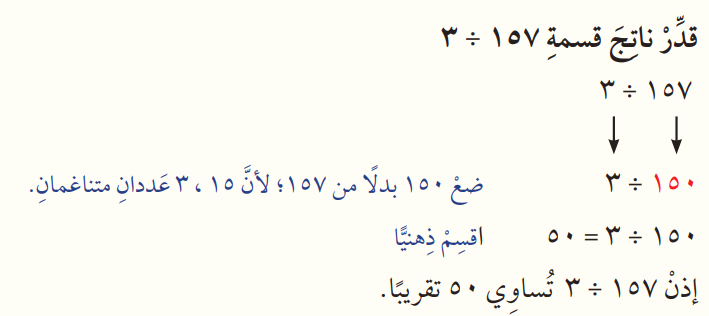 قدِّرْ ناتِجَ قسمةِ ١٥٧ ÷ ٣
١٥٧ ÷ ٣
١٥٠ ÷ ٣ ضعْ ١٥٠ بدلًا من ١٥٧؛ لأنَّ ١٥ ، ٣ عَددانِ متناغمانِ.
١٥٠ ÷ ٣ = ٥٠ اقسِمْ ذِهنيًّا
إذنْ ١٥٧ ÷ ٣ تُساوِي ٥٠ تقريبًا.